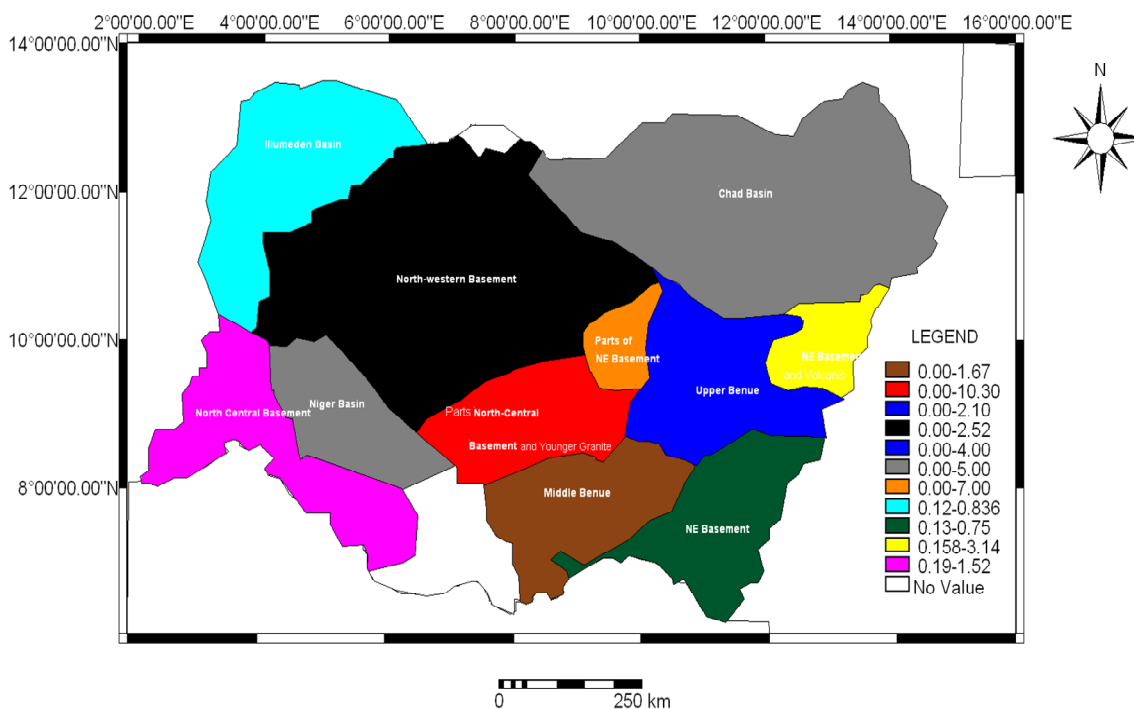 2°00'00.00"E 4°00'00.00"E 8°00'00.00"E 10°00'00.00"E 12°00'00.00"E 14°00'00.00"E 16°00'00.00"E
14°00'00.00"N
N
Illumeden Basin
12°00'00.00"N
Chad Basin
North-western Basement
10°00'00.00"N
Parts of
NE Basement
NE Basement
and Volcanis
Upper Benue
Niger Basin
North Central Basement
Parts North-Central
Basement and Younger Granite
8°00'00.00"N
Middle Benue
NE Basement
LEGEND
0.00-1.67
0.00-10.30
0.00-2.10
0.00-2.52
0.00-4.00
0.00-5.00
0.00-7.00
0.12-0.836
0.13-0.75
0.158-3.14
0.19-1.52
No Value
0 250 km